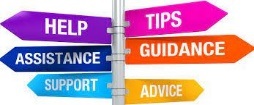 HELP
TIPS
ASSISTANCE
GUIDANCE
SUPPORT
ADVICE